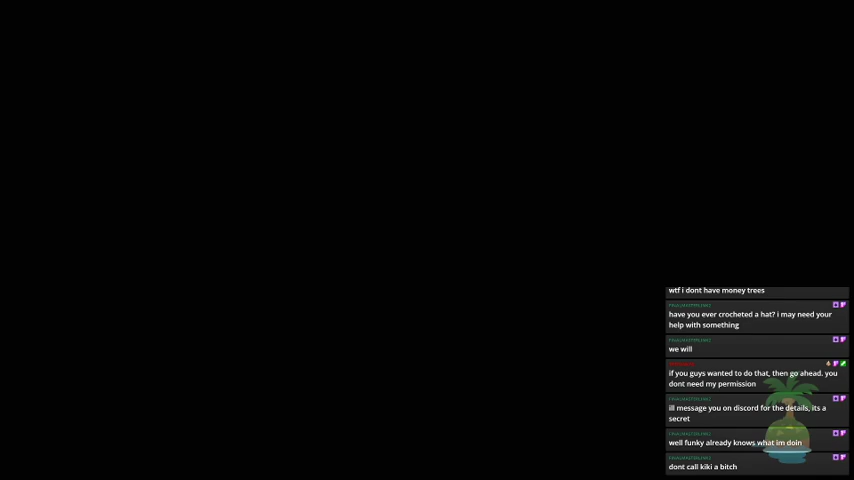 wtf i dont have money trees
have you ever crocheted a hat? i may need your
help with something
we will
if you guys wanted to do that, then go ahead. you
dont need my permission
ill message you on discord for the details, its a
secret
well funky already knows what im doin
dont call kiki a bitch